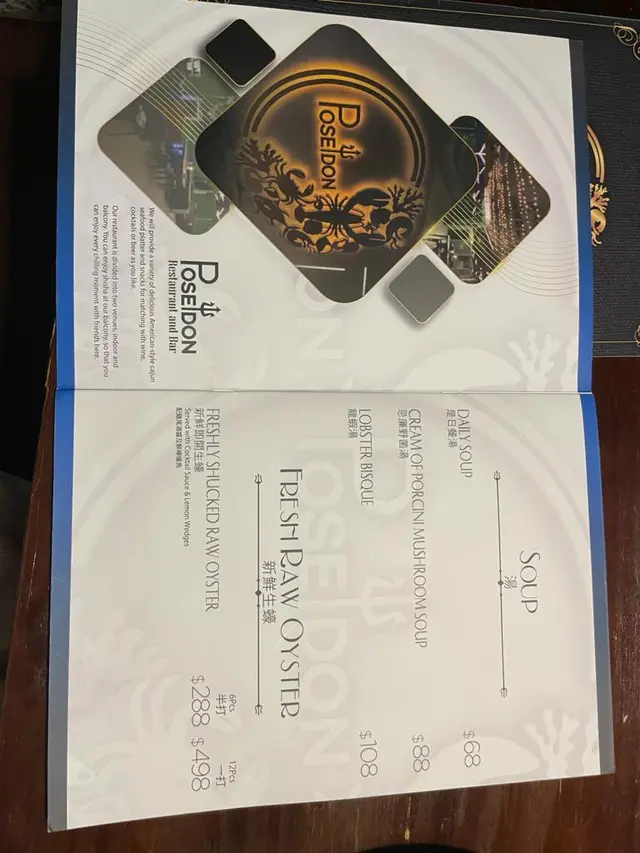 POSEIDON
POSEIDON
Restaurant and Bar
We will provide a variety of delicious American-style cajun
seafood platter and snacks for matching with wine,
cocktails or beer as you like.
Our restaurant is divided into two venues, indoor and
balcony. You can enjoy shisha at our balcony, so that you
can enjoy every chilling moment with friends here.
SOUP
湯
DAILY SOUP $68
是日餐湯
CREAM OF PORCINI MUSHROOM SOUP $88
忌廉野菌湯
LOBSTER BISQUE $108
龍蝦湯
FRESH RAW OYSTER
新鮮生蠔
6Pcs 12Pcs
半打 一打
FRESHLY SHUCKED RAW OYSTER $288 $498
新鮮即開生蠔
Served with Cocktail Sauce & Lemon Wedges
POSEIDON